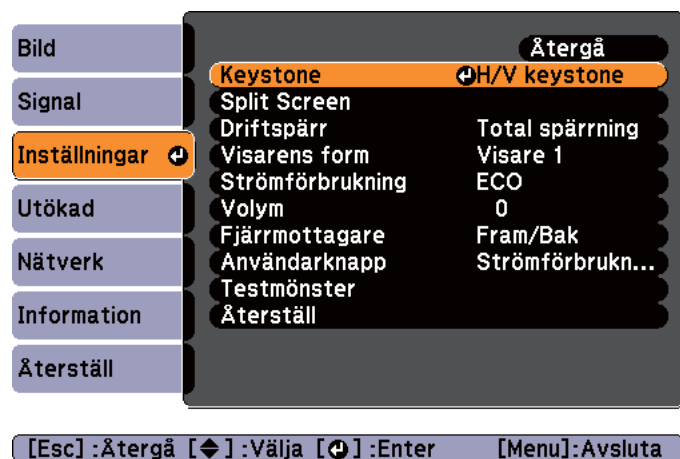 Bild
Signal
Inställningar
Utökad
Nätverk
Information
Återställ
Återgå
Keystone H/V keystone
Split Screen
Driftspärr Total spärrning
Visarens form Visare 1
Strömförbrukning ECO
Volym 0
Fjärrmottagare Fram/Bak
Användarknapp Strömförbrukn...
Testmönster
Återställ
[Esc] :Återgå [◆] :Välja [↵] :Enter [Menu]:Avsluta